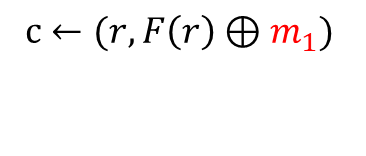 c ← (r, F(r) ⊕ m₁)